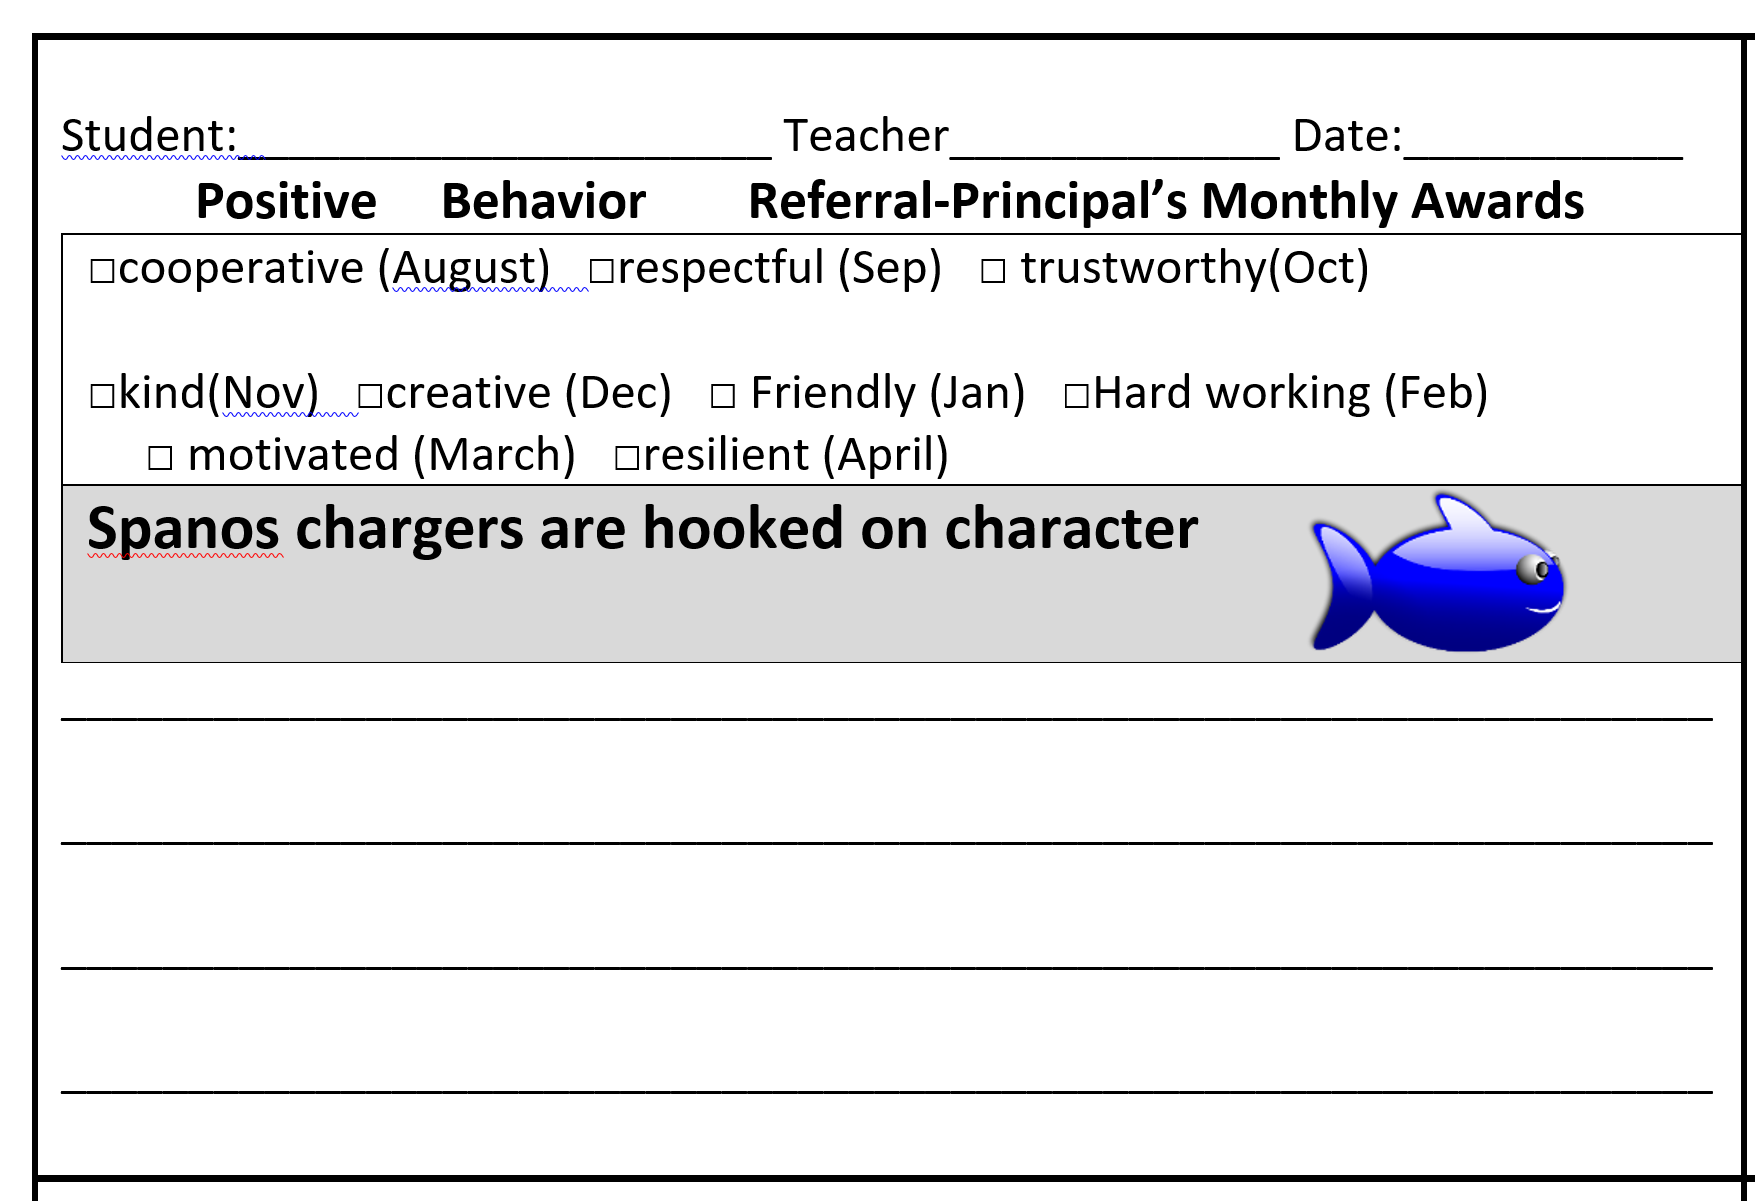 Student:_____________________ Teacher_____________ Date:___________
Positive Behavior Referral-Principal’s Monthly Awards
□cooperative (August) □respectful (Sep) □ trustworthy(Oct)
□kind(Nov) □creative (Dec) □ Friendly (Jan) □Hard working (Feb)
□ motivated (March) □resilient (April)
Spanos chargers are hooked on character